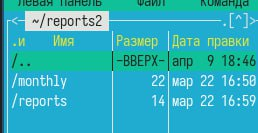 Левая панель Файл Команда
~/reports2 .[^]>
.и Имя Размер Дата правки
/.. -ВВЕРХ- апр 9 18:46
/monthly 22 мар 22 16:50
/reports 14 мар 22 16:59